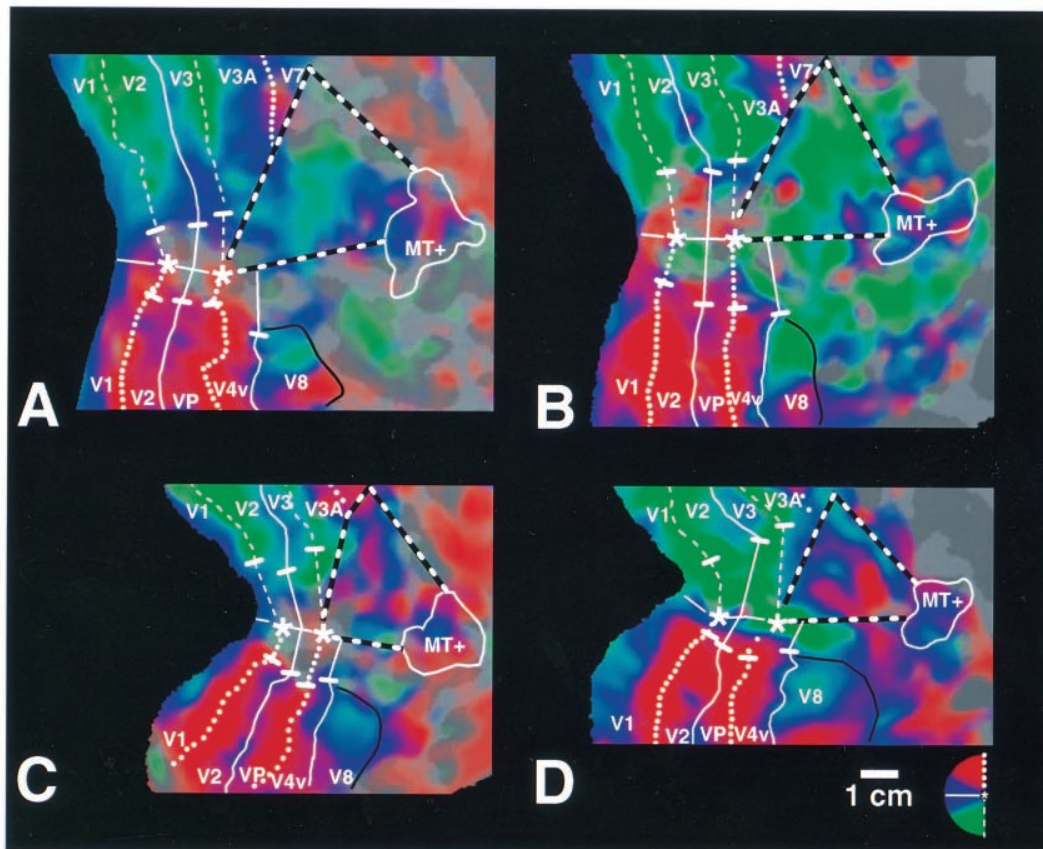 V1 V2 V3 V3A V7
MT+
V1 V2 VP V4v V8
A
V1 V2 V3 V3A V7
MT+
V1 V2 VP V4v V8
B
V1 V2 V3 V3A
MT+
V1 V2 VP V4v V8
C
V1 V2 V3 V3A
MT+
V1 V2 VP V4v V8
D
1 cm